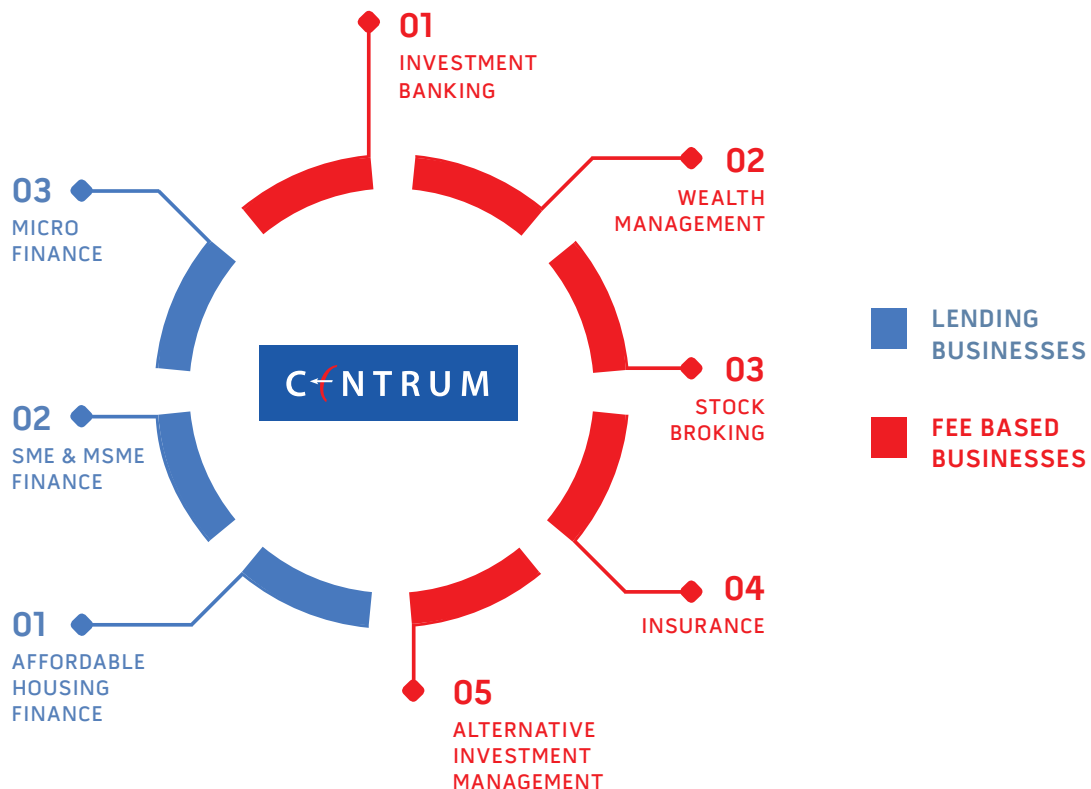 01
INVESTMENT
BANKING
02
WEALTH
MANAGEMENT
03
STOCK
BROKING
04
INSURANCE
05
ALTERNATIVE
INVESTMENT
MANAGEMENT
03
MICRO
FINANCE
02
SME & MSME
FINANCE
01
AFFORDABLE
HOUSING
FINANCE
CENTRUM
LENDING
BUSINESSES
FEE BASED
BUSINESSES